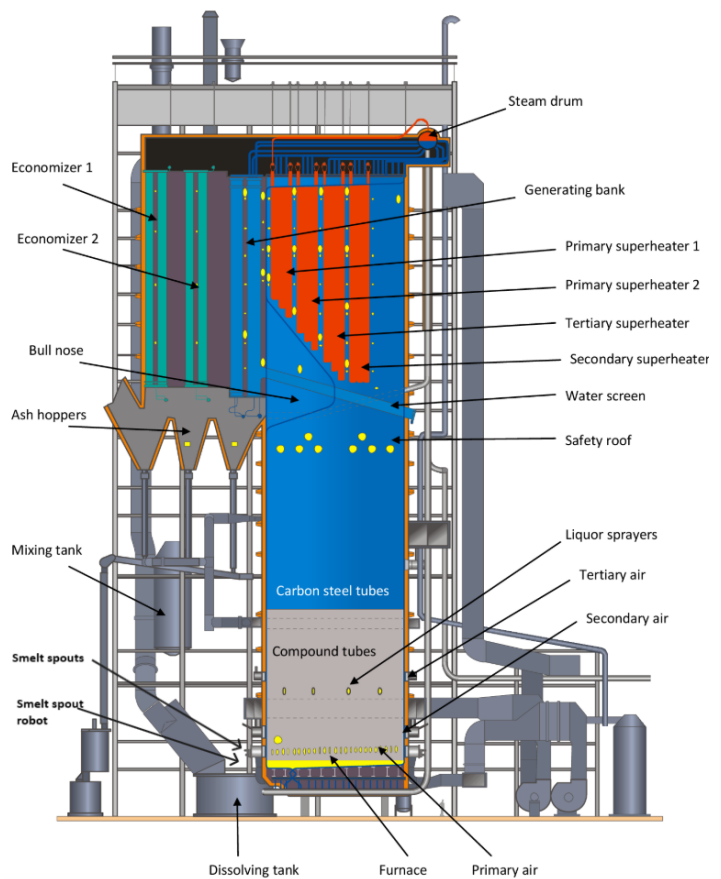 Steam drum
Economizer 1
Generating bank
Economizer 2
Primary superheater 1
Primary superheater 2
Tertiary superheater
Bull nose
Secondary superheater
Water screen
Ash hoppers
Safety roof
Liquor sprayers
Mixing tank
Tertiary air
Carbon steel tubes
Secondary air
Compound tubes
Smelt spouts
Smelt spout
robot
Dissolving tank
Furnace
Primary air